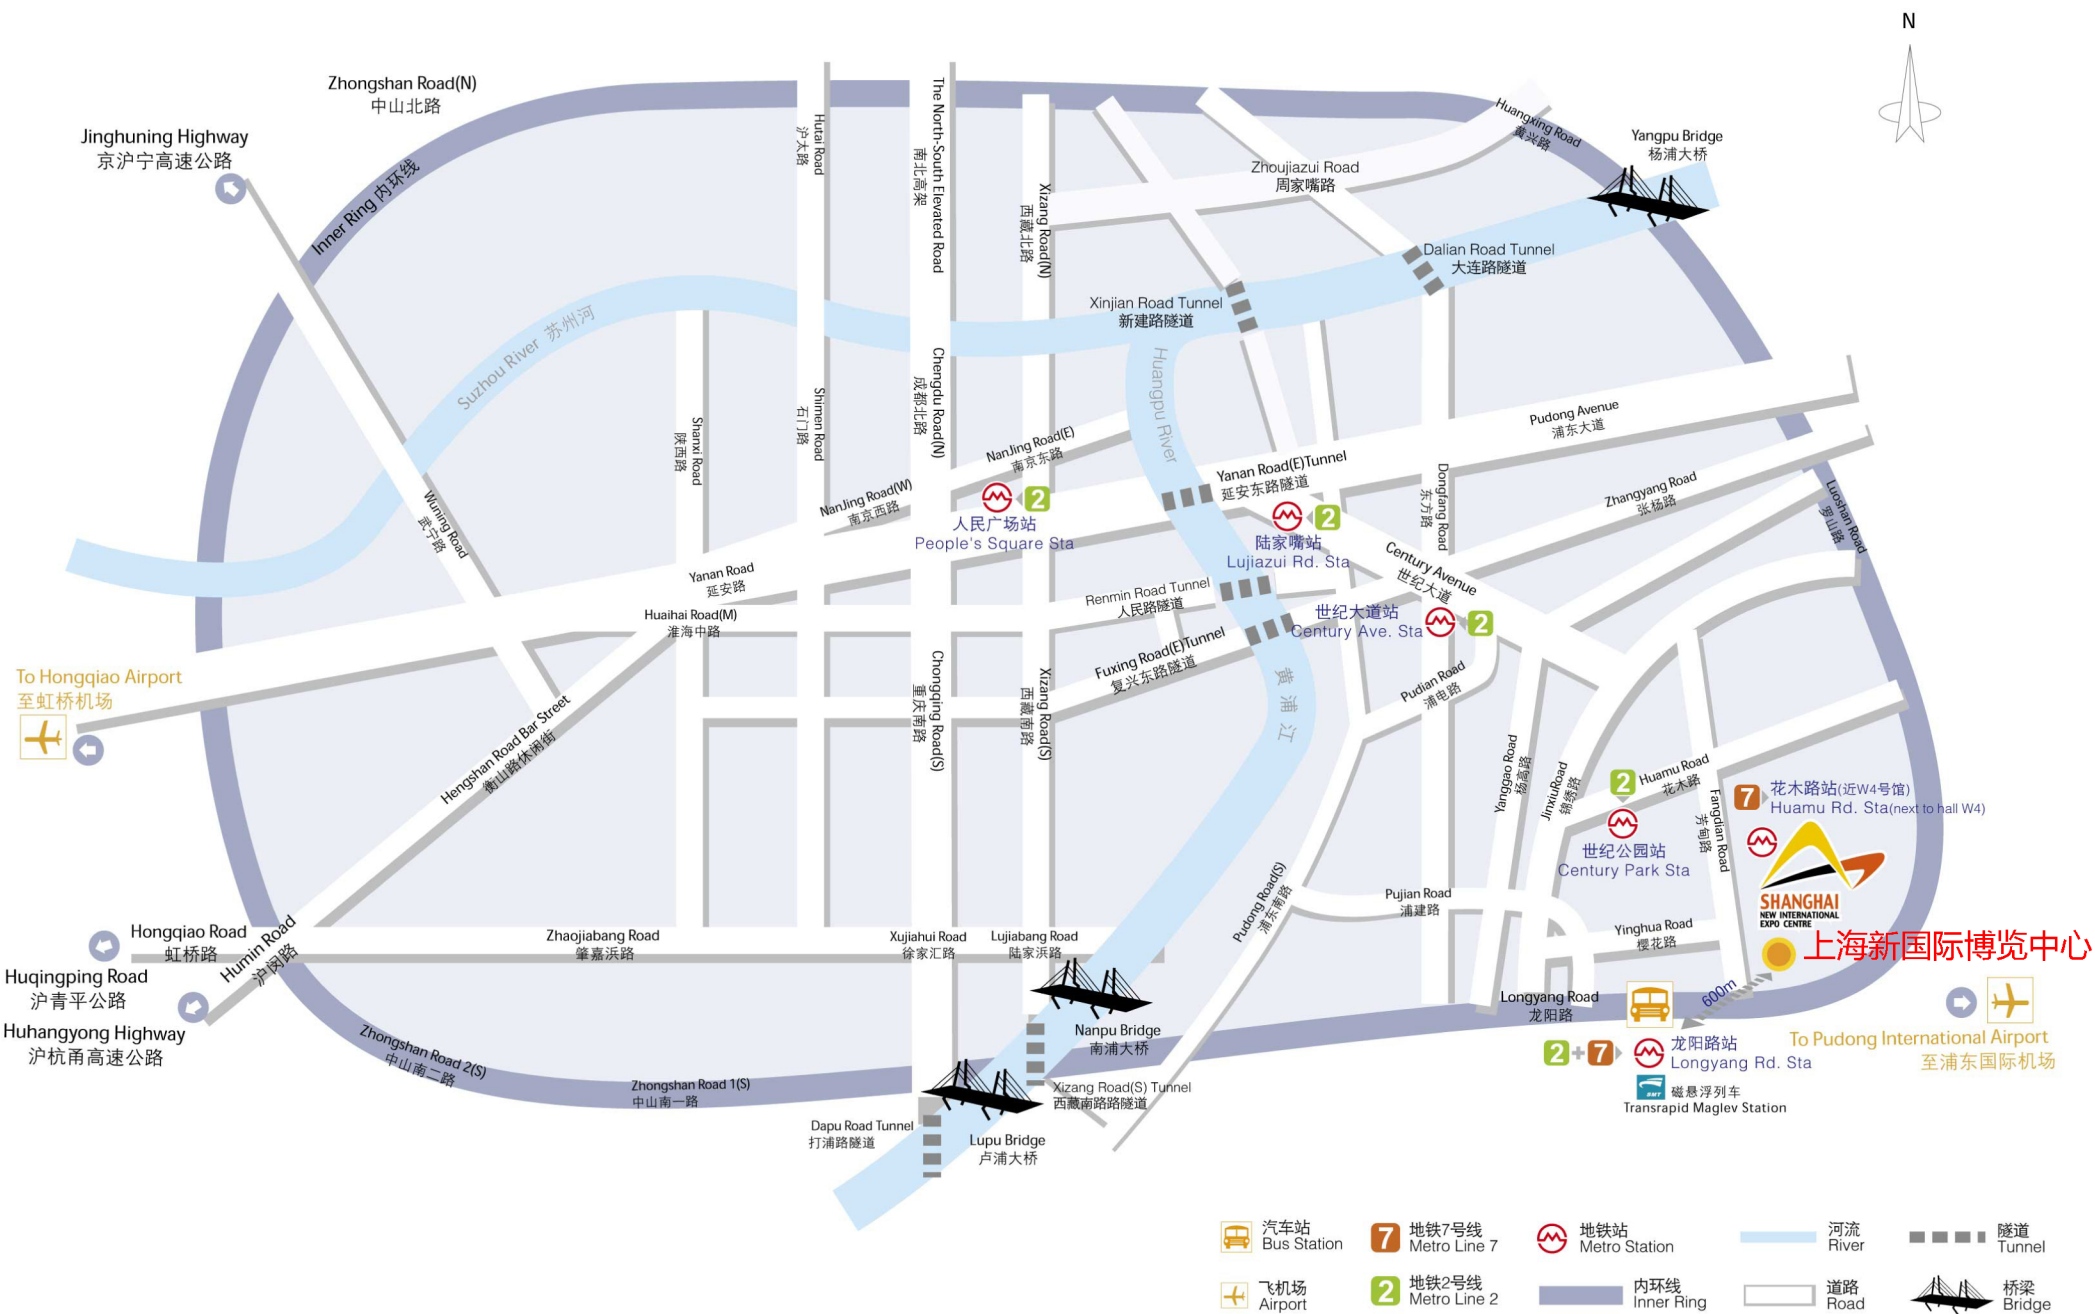 N
Zhongshan Road(N)
中山北路
Jinghuning Highway
京沪宁高速公路
Inner Ring 内环线
Hutai Road
沪太路
The North-South Elevated Road
南北高架
Xizang Road(N)
西藏北路
Zhoujiazui Road
周家嘴路
Huangxing Road
黄兴路
Yangpu Bridge
杨浦大桥
Dalian Road Tunnel
大连路隧道
Xinjian Road Tunnel
新建路隧道
Suzhou River 苏州河
Huangpu River
Shanxi Road
陕西路
Shimen Road
石门路
Chengdu Road(N)
成都北路
NanJing Road(E)
南京东路
NanJing Road(W)
南京西路
2
人民广场站
People's Square Sta
Yanan Road(E)Tunnel
延安东路隧道
2
陆家嘴站
Lujiazui Rd. Sta
Dongfang Road
东方路
Pudong Avenue
浦东大道
Zhangyang Road
张杨路
Luoshan Road
罗山路
Century Avenue
世纪大道
Wuning Road
武宁路
Yanan Road
延安路
Huaihai Road(M)
淮海中路
Renmin Road Tunnel
人民路隧道
世纪大道站
Century Ave. Sta
2
Fuxing Road(E)Tunnel
复兴东路隧道
黄浦江
Pudian Road
浦电路
To Hongqiao Airport
至虹桥机场
Hengshan Road Bar Street
衡山路休闲街
Chongqing Road(S)
重庆南路
Xizang Road(S)
西藏南路
Yanggao Road
杨高路
JinxiuRoad
锦绣路
2
Huamu Road
花木路
世纪公园站
Century Park Sta
Fangdian Road
芳甸路
7
花木路站(近W4号馆)
Huamu Rd. Sta(next to hall W4)
SHANGHAI
NEW INTERNATIONAL
EXPO CENTRE
上海新国际博览中心
Pudong Road(S)
浦东南路
Pujian Road
浦建路
Yinghua Road
樱花路
Hongqiao Road
虹桥路
Humin Road
沪闵路
Zhaojiabang Road
肇嘉浜路
Xujiahui Road
徐家汇路
Lujiabang Road
陆家浜路
Huqingping Road
沪青平公路
Huhangyong Highway
沪杭甬高速公路
Zhongshan Road 2(S)
中山南二路
Zhongshan Road 1(S)
中山南一路
Nanpu Bridge
南浦大桥
Xizang Road(S) Tunnel
西藏南路路隧道
Dapu Road Tunnel
打浦路隧道
Lupu Bridge
卢浦大桥
Longyang Road
龙阳路
600m
2+7
龙阳路站
Longyang Rd. Sta
SMT
磁悬浮列车
Transrapid Maglev Station
To Pudong International Airport
至浦东国际机场
汽车站
Bus Station
7
地铁7号线
Metro Line 7
地铁站
Metro Station
河流
River
隧道
Tunnel
飞机场
Airport
2
地铁2号线
Metro Line 2
内环线
Inner Ring
道路
Road
桥梁
Bridge